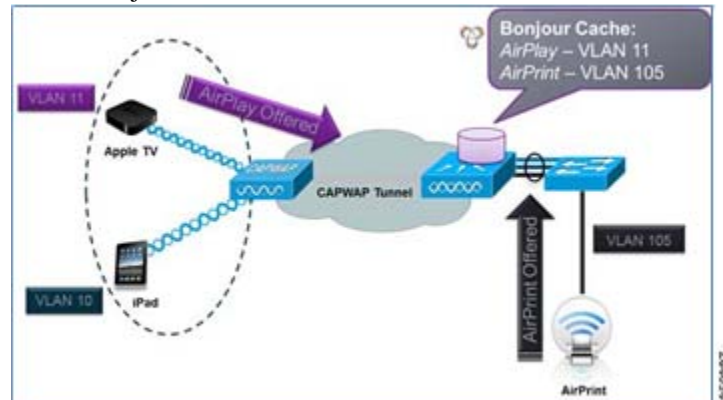 Bonjour Cache:
AirPlay – VLAN 11
AirPrint – VLAN 105
VLAN 11
AirPlay Offered
Apple TV
CAPWAP
CAPWAP Tunnel
VLAN 105
AirPrint Offered
VLAN 10
iPad
AirPrint